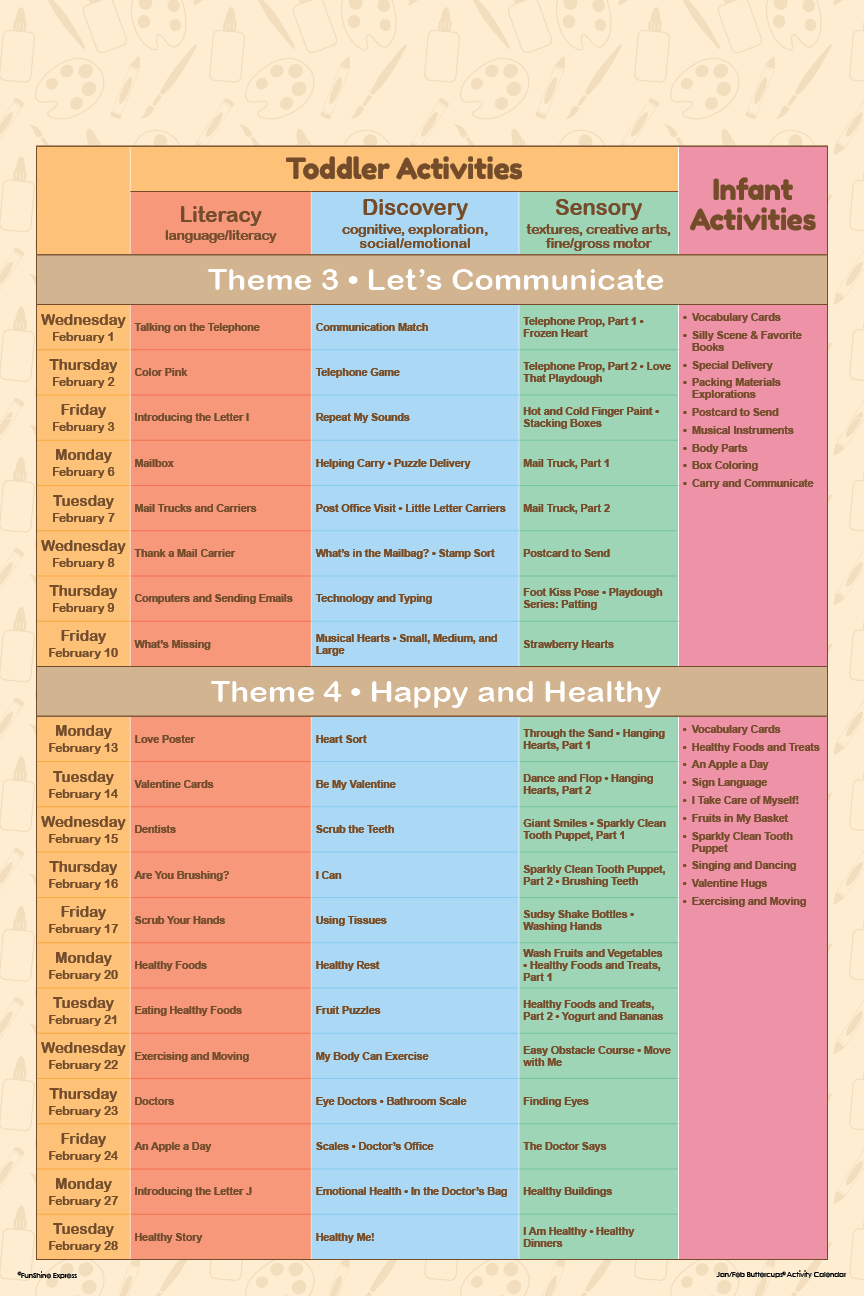 Toddler Activities
Infant
Activities
Literacy
language/literacy
Discovery
cognitive, exploration,
social/emotional
Sensory
textures, creative arts,
fine/gross motor
Theme 3 • Let's Communicate
Wednesday
February 1
Talking on the Telephone
Communication Match
Telephone Prop, Part 1 •
Frozen Heart
Thursday
February 2
Color Pink
Telephone Game
Telephone Prop, Part 2 • Love
That Playdough
Friday
February 3
Introducing the Letter I
Repeat My Sounds
Hot and Cold Finger Paint •
Stacking Boxes
Monday
February 6
Mailbox
Helping Carry • Puzzle Delivery
Mail Truck, Part 1
Tuesday
February 7
Mail Trucks and Carriers
Post Office Visit • Little Letter Carriers
Mail Truck, Part 2
Wednesday
February 8
Thank a Mail Carrier
What's in the Mailbag? • Stamp Sort
Postcard to Send
Thursday
February 9
Computers and Sending Emails
Technology and Typing
Foot Kiss Pose • Playdough
Series: Patting
Friday
February 10
What's Missing
Musical Hearts • Small, Medium, and
Large
Strawberry Hearts
• Vocabulary Cards
• Silly Scene & Favorite
Books
• Special Delivery
• Packing Materials
Explorations
• Postcard to Send
• Musical Instruments
• Body Parts
• Box Coloring
• Carry and Communicate
Theme 4 • Happy and Healthy
Monday
February 13
Love Poster
Heart Sort
Through the Sand • Hanging
Hearts, Part 1
Tuesday
February 14
Valentine Cards
Be My Valentine
Dance and Flop • Hanging
Hearts, Part 2
Wednesday
February 15
Dentists
Scrub the Teeth
Giant Smiles • Sparkly Clean
Tooth Puppet, Part 1
Thursday
February 16
Are You Brushing?
I Can
Sparkly Clean Tooth Puppet,
Part 2 • Brushing Teeth
Friday
February 17
Scrub Your Hands
Using Tissues
Sudsy Shake Bottles •
Washing Hands
Monday
February 20
Healthy Foods
Healthy Rest
Wash Fruits and Vegetables
• Healthy Foods and Treats,
Part 1
Tuesday
February 21
Eating Healthy Foods
Fruit Puzzles
Healthy Foods and Treats,
Part 2 • Yogurt and Bananas
Wednesday
February 22
Exercising and Moving
My Body Can Exercise
Easy Obstacle Course • Move
with Me
Thursday
February 23
Doctors
Eye Doctors • Bathroom Scale
Finding Eyes
Friday
February 24
An Apple a Day
Scales • Doctor's Office
The Doctor Says
Monday
February 27
Introducing the Letter J
Emotional Health • In the Doctor's Bag
Healthy Buildings
Tuesday
February 28
Healthy Story
Healthy Me!
I Am Healthy • Healthy
Dinners
• Vocabulary Cards
• Healthy Foods and Treats
• An Apple a Day
• Sign Language
• I Take Care of Myself!
• Fruits in My Basket
• Sparkly Clean Tooth
Puppet
• Singing and Dancing
• Valentine Hugs
• Exercising and Moving
©FunShine Express
Jan/Feb Buttercups® Activity Calendar